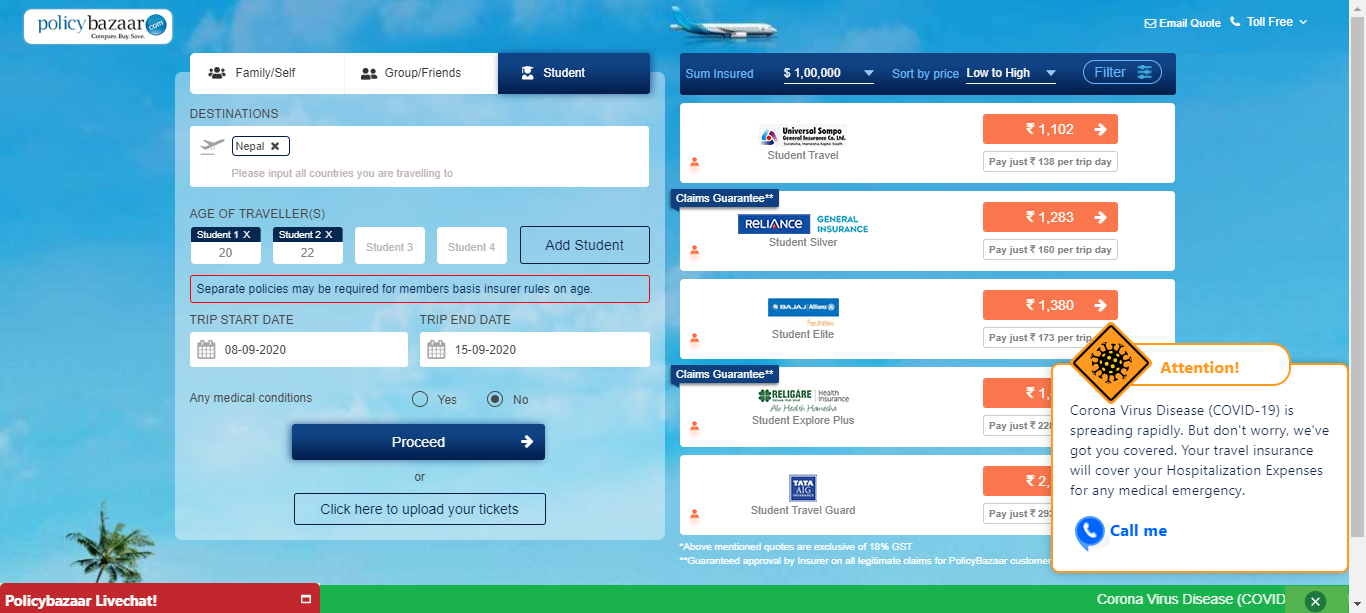 policybazaar.com
Compare. Buy. Save.
Email Quote
Toll Free
Family/Self
Group/Friends
Student
DESTINATIONS
Nepal ✖
Please input all countries you are travelling to
AGE OF TRAVELLER(S)
Student 1 X
Student 2 X
20
22
Student 3
Student 4
Add Student
Separate policies may be required for members basis insurer rules on age.
TRIP START DATE
TRIP END DATE
08-09-2020
15-09-2020
Any medical conditions
Yes
No
Proceed
or
Click here to upload your tickets
Sum Insured
$ 1,00,000
Sort by price
Low to High
Filter
Universal Sompo
General Insurance Co. Ltd.
Suraksha, Hamesha Aapke Saath
Student Travel
₹ 1,102
Pay just ₹ 138 per trip day
Claims Guarantee**
RELIANCE
GENERAL
INSURANCE
Student Silver
₹ 1,283
Pay just ₹ 160 per trip day
BAJAJ Allianz
Student Elite
₹ 1,380
Pay just ₹ 173 per trip
Claims Guarantee**
RELIGARE
Health
Insurance
Ab Health Hamesha
Student Explore Plus
₹ 1,
Pay just ₹ 228
TATA
AIG
INSURANCE
Student Travel Guard
₹ 2,
Pay just ₹ 293
*Above mentioned quotes are exclusive of 18% GST
**Guaranteed approval by Insurer on all legitimate claims for PolicyBazaar customer
Attention!
Corona Virus Disease (COVID-19) is
spreading rapidly. But don't worry, we've
got you covered. Your travel insurance
will cover your Hospitalization Expenses
for any medical emergency.
Call me
Policybazaar Livechat!
Corona Virus Disease (COVID